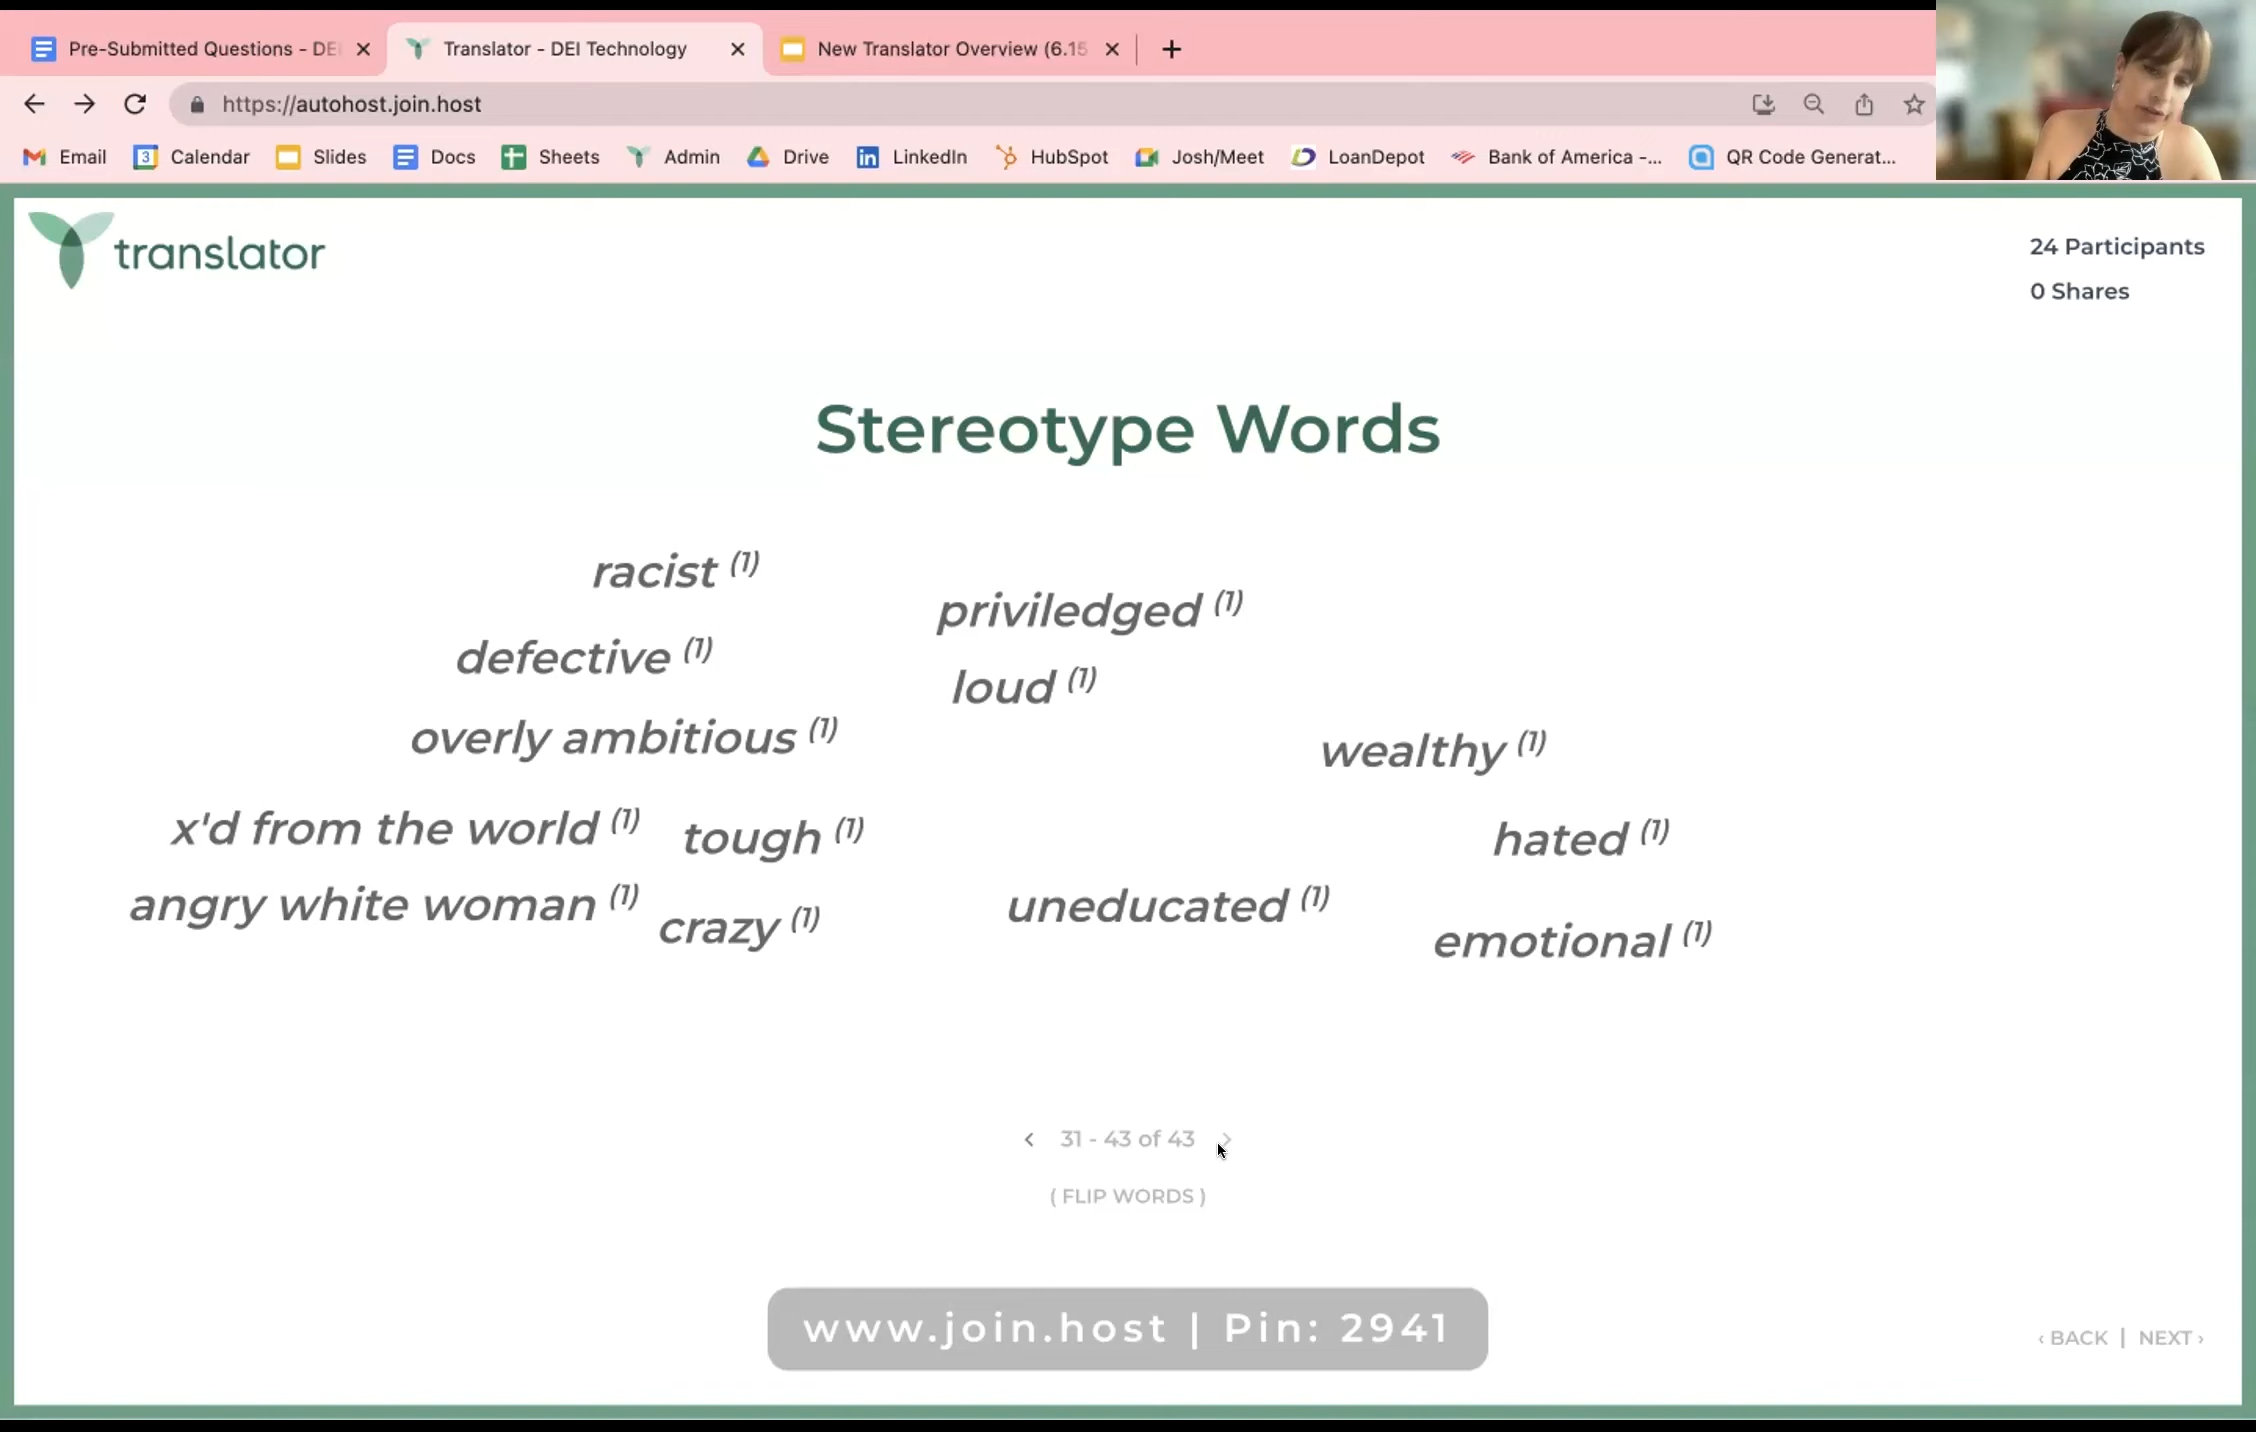 Pre-Submitted Questions - DEI
Translator - DEI Technology
New Translator Overview (6.15
https://autohost.join.host
Email
3
Calendar
Slides
Docs
Sheets
Admin
Drive
LinkedIn
HubSpot
Josh/Meet
LoanDepot
Bank of America -...
QR Code Generat...
translator
24 Participants
0 Shares
Stereotype Words
racist (1)
priviledged (1)
defective (1)
loud (1)
overly ambitious (1)
wealthy (1)
x'd from the world (1)
tough (1)
hated (1)
angry white woman (1)
crazy (1)
uneducated (1)
emotional (1)
‹ 31 - 43 of 43 ›
( FLIP WORDS )
www.join.host | Pin: 2941
‹ BACK | NEXT ›